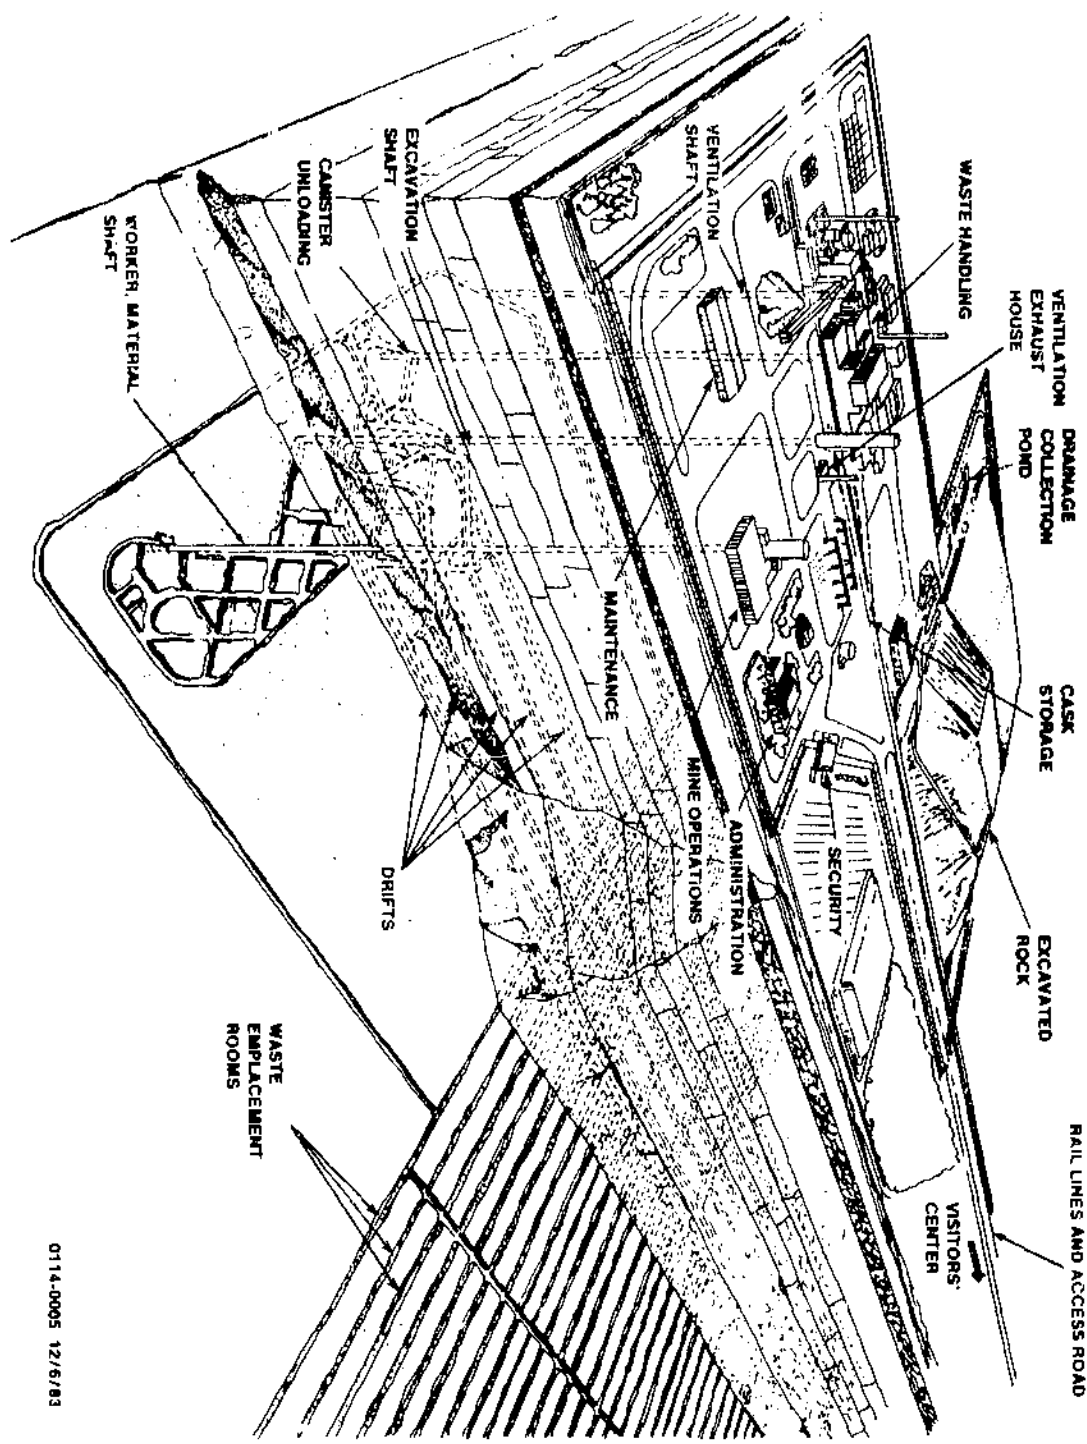 RAIL LINES AND ACCESS ROAD
DRAINAGE
COLLECTION
POND
VENTILATION
EXHAUST
HOUSE
CASK
STORAGE
EXCAVATED
ROCK
WASTE HANDLING
VISITORS'
CENTER
SECURITY
VENTILATION
SHAFT
ADMINISTRATION
MINE OPERATIONS
MAINTENANCE
EXCAVATION
SHAFT
CANISTER
UNLOADING
DRIFTS
WORKER, MATERIAL
SHAFT
WASTE
EMPLACEMENT
ROOMS
0114-0005 12/6/83